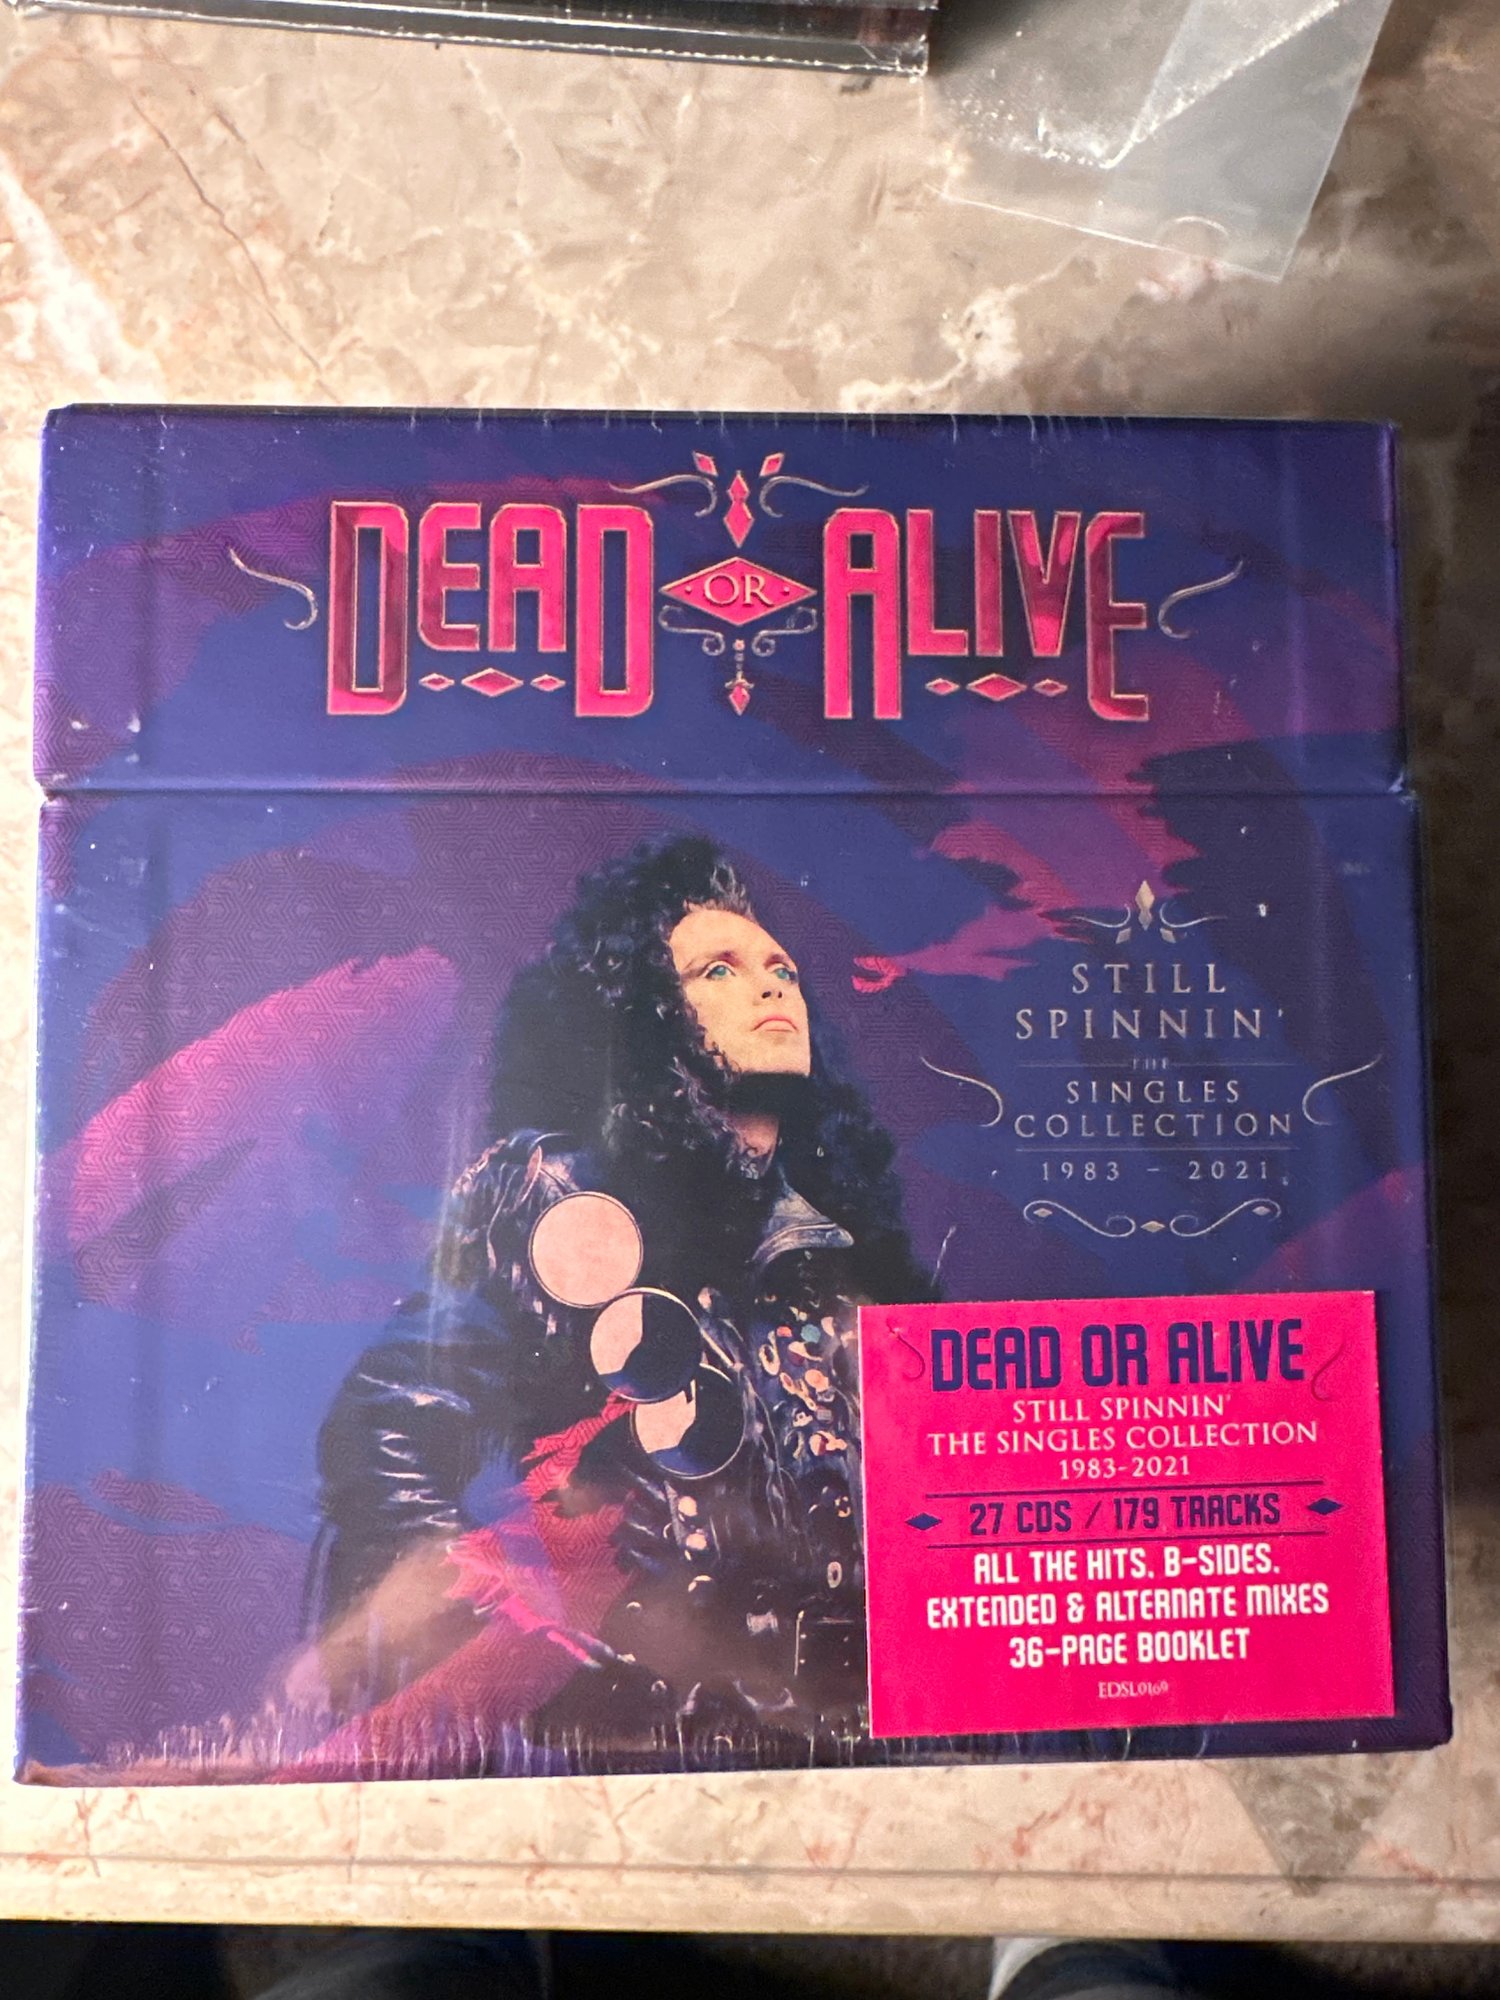 DEAD OR ALIVE
STILL
SPINNIN'
THE
SINGLES
COLLECTION
1983 - 2021
DEAD OR ALIVE
STILL SPINNIN'
THE SINGLES COLLECTION
1983-2021
27 CDS / 179 TRACKS
ALL THE HITS. B-SIDES.
EXTENDED & ALTERNATE MIXES
36-PAGE BOOKLET
EDSL0169